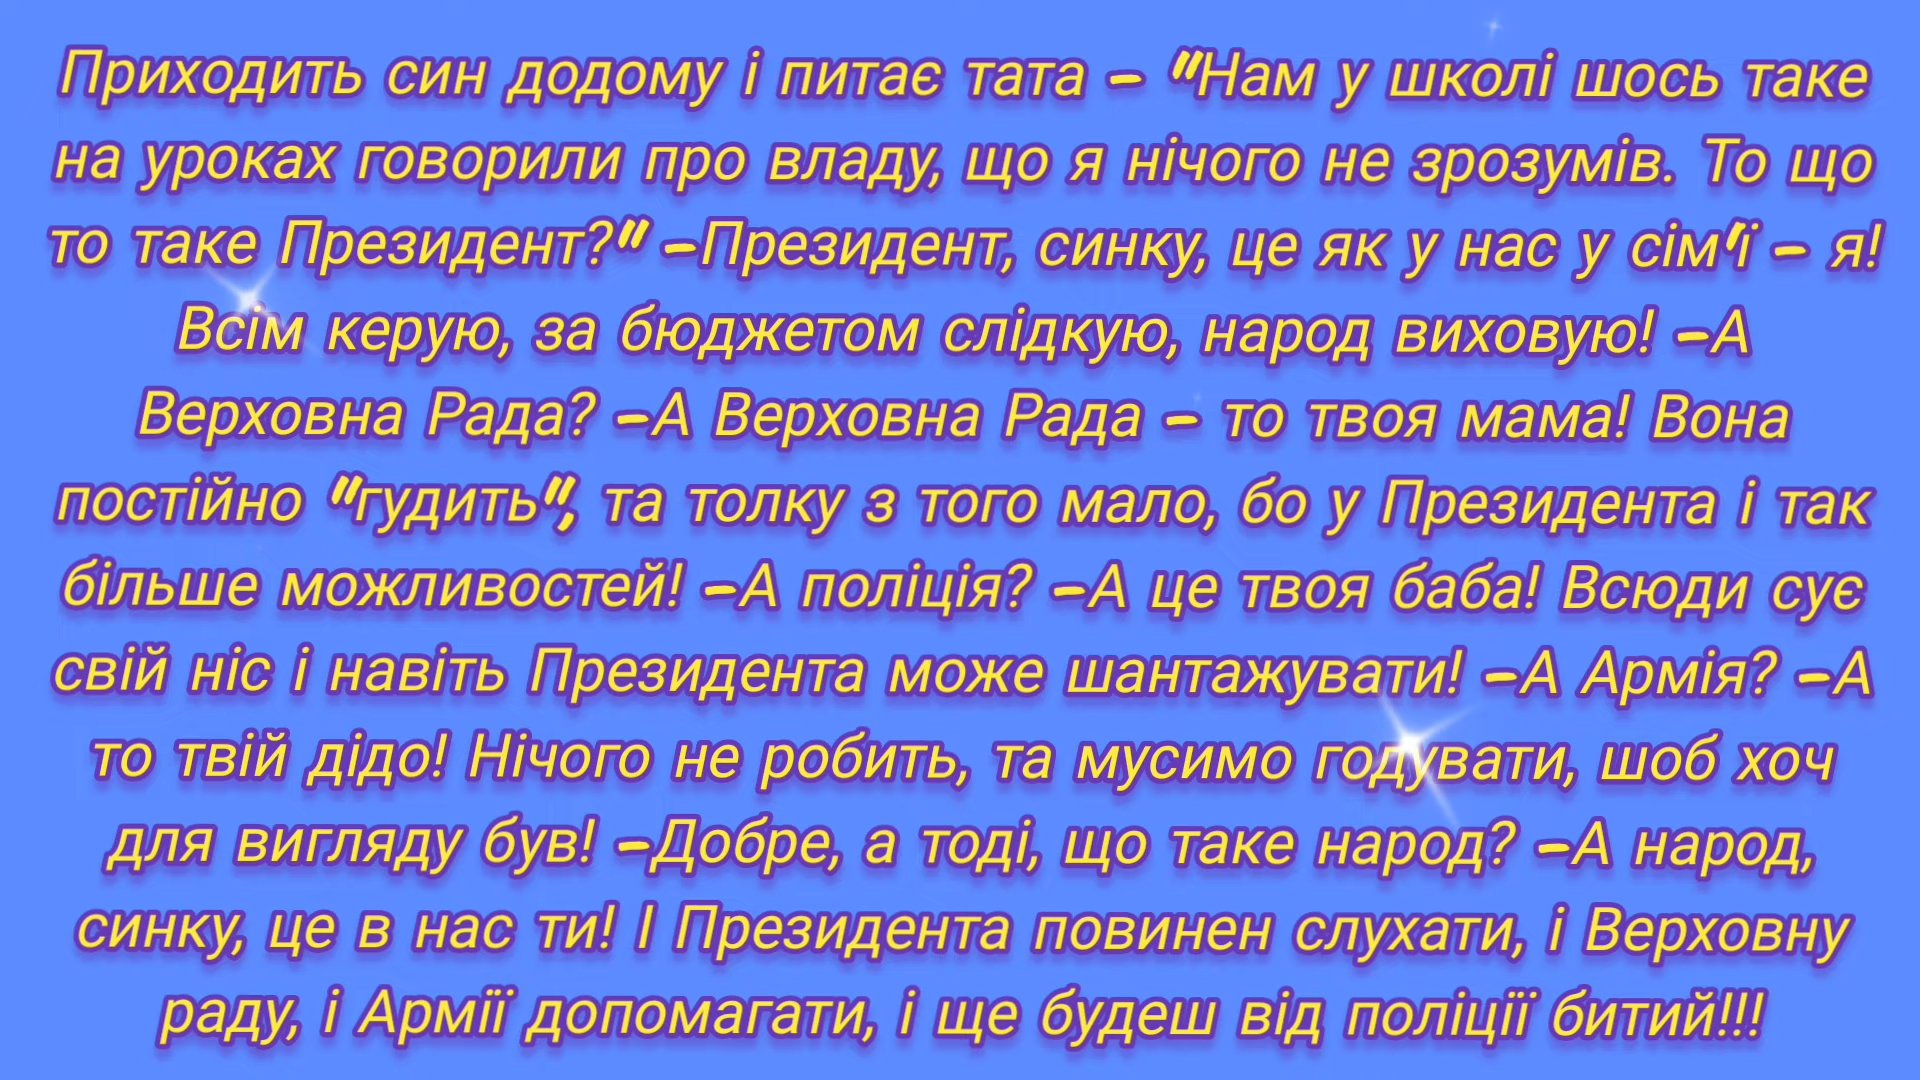 Приходить син додому і питає тата – "Нам у школі шось таке
на уроках говорили про владу, що я нічого не зрозумів. То що
то таке Президент?" –Президент, синку, це як у нас у сім'ї – я!
Всім керую, за бюджетом слідкую, народ виховую! –А
Верховна Рада? –А Верховна Рада – то твоя мама! Вона
постійно "гудить", та толку з того мало, бо у Президента і так
більше можливостей! –А поліція? –А це твоя баба! Всюди сує
свій ніс і навіть Президента може шантажувати! –А Армія? –А
то твій дідо! Нічого не робить, та мусимо годувати, шоб хоч
для вигляду був! –Добре, а тоді, що таке народ? –А народ,
синку, це в нас ти! І Президента повинен слухати, і Верховну
раду, і Армії допомагати, і ще будеш від поліції битий!!!